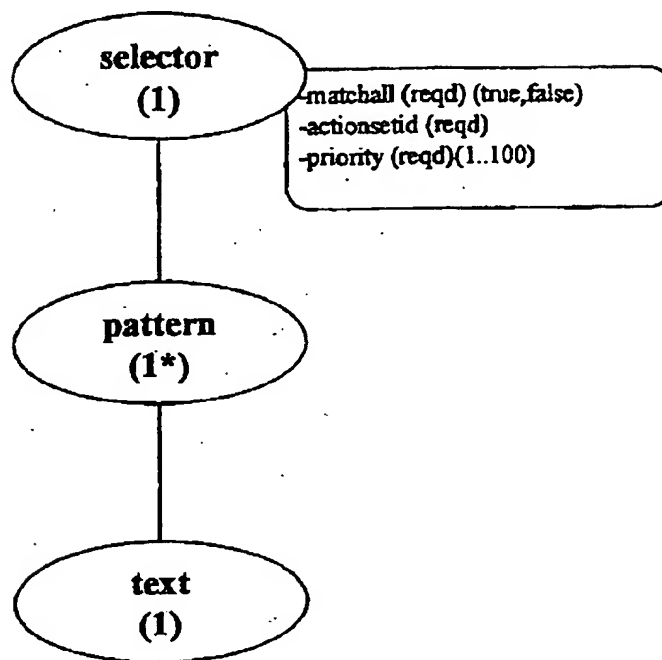 selector
(1)
-matchall (reqd) (true,false)
-actionsetid (reqd)
-priority (reqd)(1..100)
pattern
(1*)
text
(1)